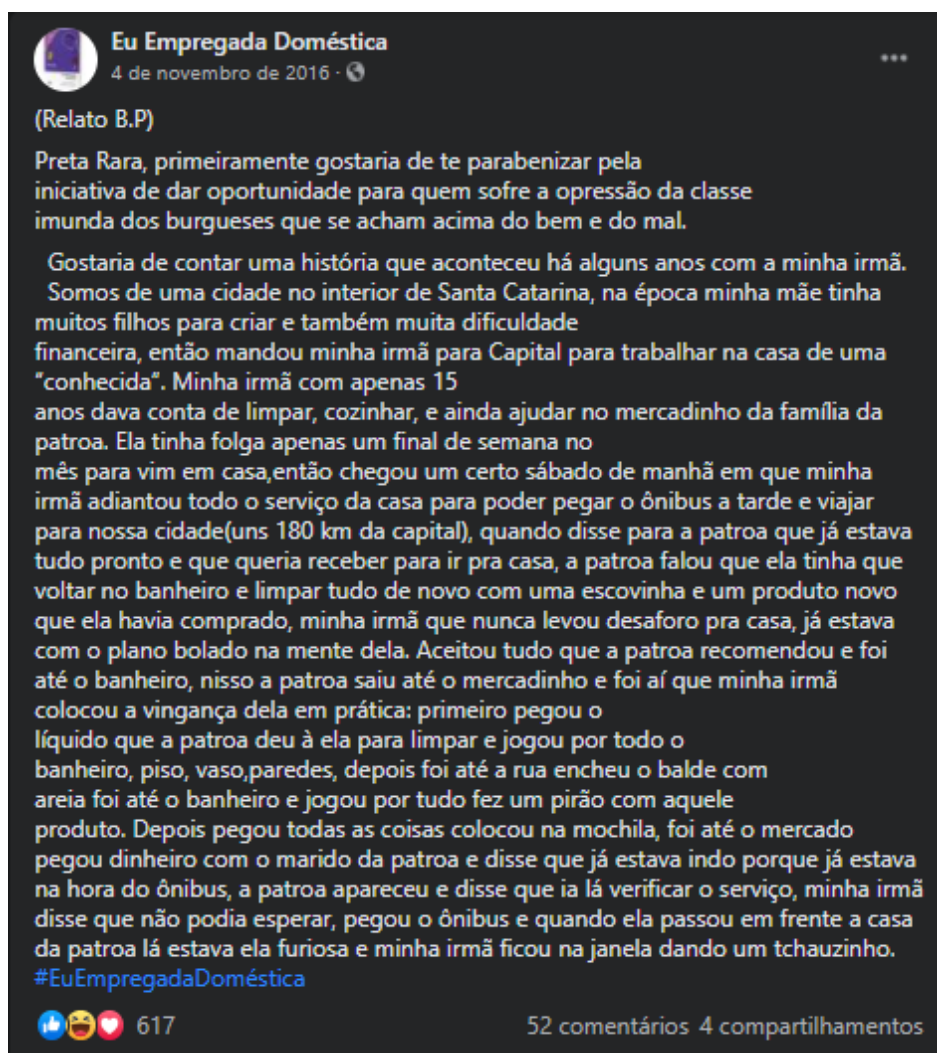 Eu Empregada Doméstica
4 de novembro de 2016 ·
(Relato B.P)
Preta Rara, primeiramente gostaria de te parabenizar pela
iniciativa de dar oportunidade para quem sofre a opressão da classe
imunda dos burgueses que se acham acima do bem e do mal.
Gostaria de contar uma história que aconteceu há alguns anos com a minha irmã.
Somos de uma cidade no interior de Santa Catarina, na época minha mãe tinha
muitos filhos para criar e também muita dificuldade
financeira, então mandou minha irmã para Capital para trabalhar na casa de uma
"conhecida". Minha irmã com apenas 15
anos dava conta de limpar, cozinhar, e ainda ajudar no mercadinho da família da
patroa. Ela tinha folga apenas um final de semana no
mês para vim em casa,então chegou um certo sábado de manhã em que minha
irmã adiantou todo o serviço da casa para poder pegar o ônibus a tarde e viajar
para nossa cidade(uns 180 km da capital), quando disse para a patroa que já estava
tudo pronto e que queria receber para ir pra casa, a patroa falou que ela tinha que
voltar no banheiro e limpar tudo de novo com uma escovinha e um produto novo
que ela havia comprado, minha irmã que nunca levou desaforo pra casa, já estava
com o plano bolado na mente dela. Aceitou tudo que a patroa recomendou e foi
até o banheiro, nisso a patroa saiu até o mercadinho e foi aí que minha irmã
colocou a vingança dela em prática: primeiro pegou o
líquido que a patroa deu à ela para limpar e jogou por todo o
banheiro, piso, vaso,paredes, depois foi até a rua encheu o balde com
areia foi até o banheiro e jogou por tudo fez um pirão com aquele
produto. Depois pegou todas as coisas colocou na mochila, foi até o mercado
pegou dinheiro com o marido da patroa e disse que já estava indo porque já estava
na hora do ônibus, a patroa apareceu e disse que ia lá verificar o serviço, minha irmã
disse que não podia esperar, pegou o ônibus e quando ela passou em frente a casa
da patroa lá estava ela furiosa e minha irmã ficou na janela dando um tchauzinho.
#EuEmpregadaDoméstica
617
52 comentários 4 compartilhamentos